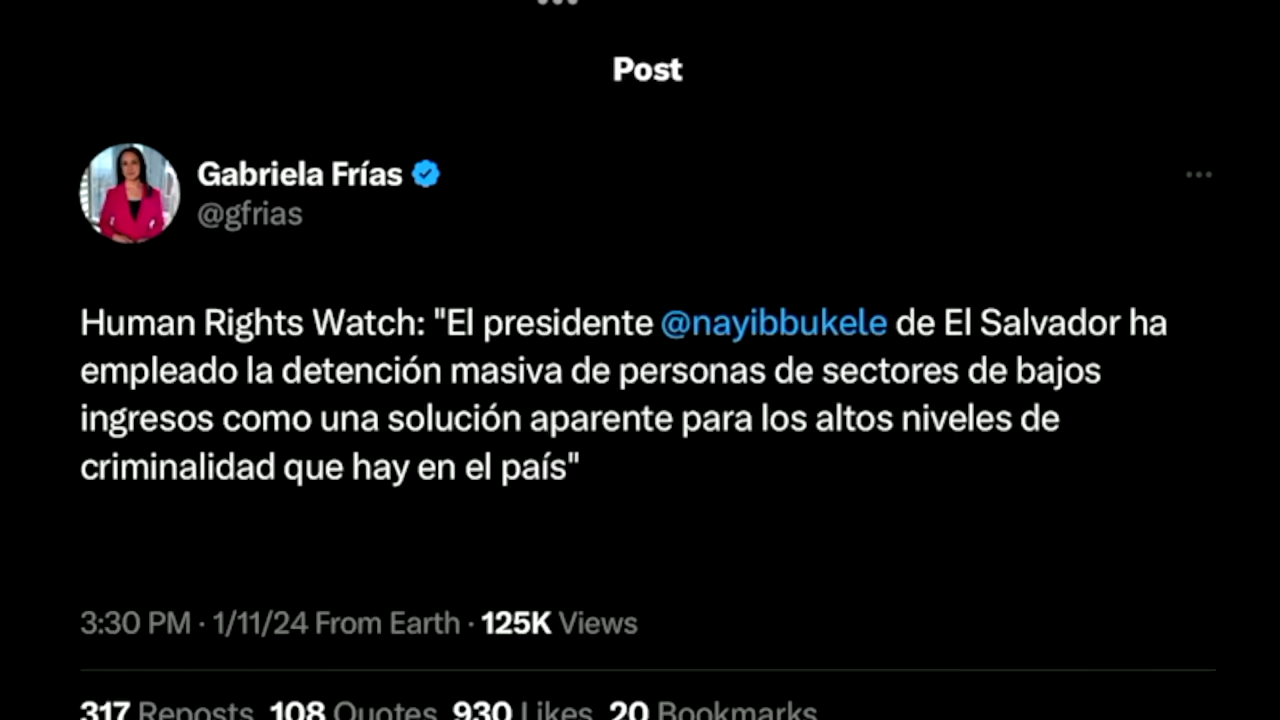 Post
Gabriela Frías
@gfrias
Human Rights Watch: "El presidente @nayibbukele de El Salvador ha
empleado la detención masiva de personas de sectores de bajos
ingresos como una solución aparente para los altos niveles de
criminalidad que hay en el país"
3:30 PM · 1/11/24 From Earth · 125K Views
317 Reposts 108 Quotes 930 Likes 20 Bookmarks